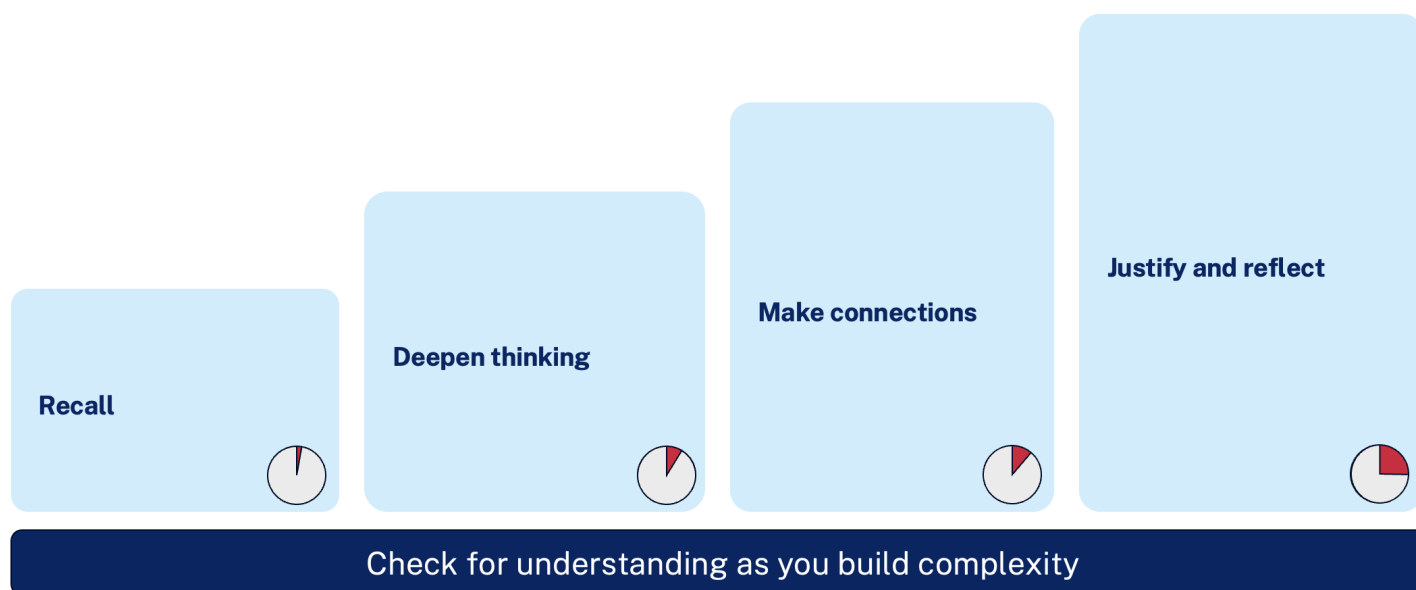 Recall
Deepen thinking
Make connections
Justify and reflect
Check for understanding as you build complexity